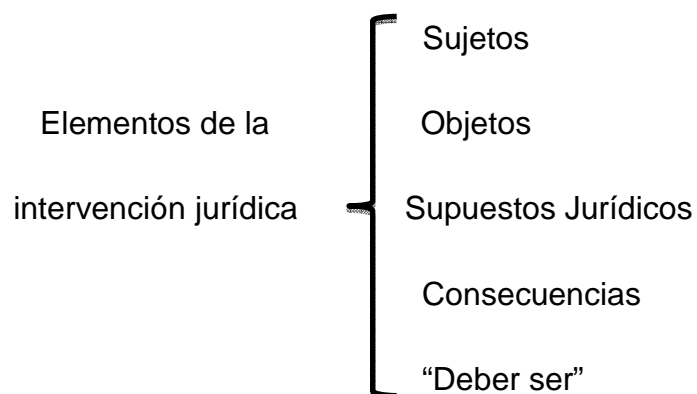 Elementos de la
intervención jurídica
Sujetos
Objetos
Supuestos Jurídicos
Consecuencias
“Deber ser”